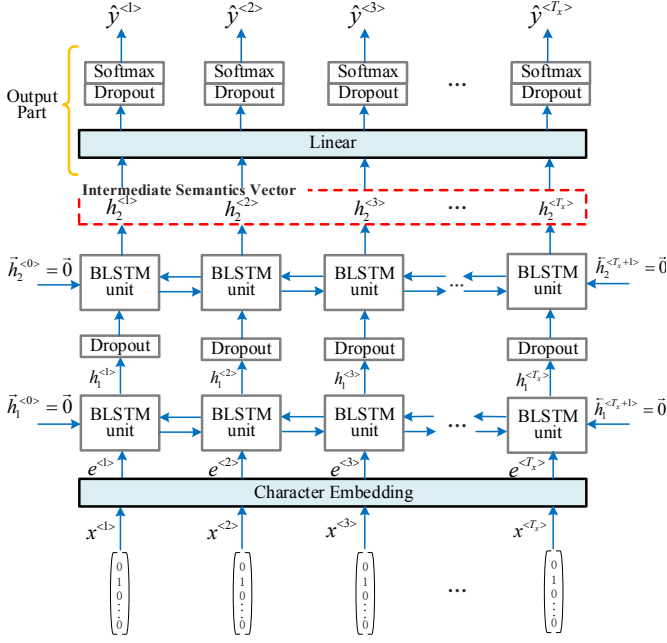 ŷ<1> ŷ<2> ŷ<3> ŷ<Tₓ>
Softmax Softmax Softmax Softmax
Dropout Dropout Dropout ... Dropout
Output
Part
Linear
Intermediate Semantics Vector
h₂<1> h₂<2> h₂<3> ... h₂<Tₓ>
h⃗₂<0>=0⃗ BLSTM unit BLSTM unit BLSTM unit ... BLSTM unit h⃖₂<Tₓ+1>=0⃗
Dropout Dropout Dropout Dropout
h₁<1> h₁<2> h₁<3> h₁<Tₓ>
h⃗₁<0>=0⃗ BLSTM unit BLSTM unit BLSTM unit ... BLSTM unit h⃖₁<Tₓ+1>=0⃗
e<1> e<2> e<3> e<Tₓ>
Character Embedding
x<1> x<2> x<3> x<Tₓ>
0 0 0 0
1 1 1 1
0 0 0 ... 0
⋮ ⋮ ⋮ ⋮
0 0 0 0